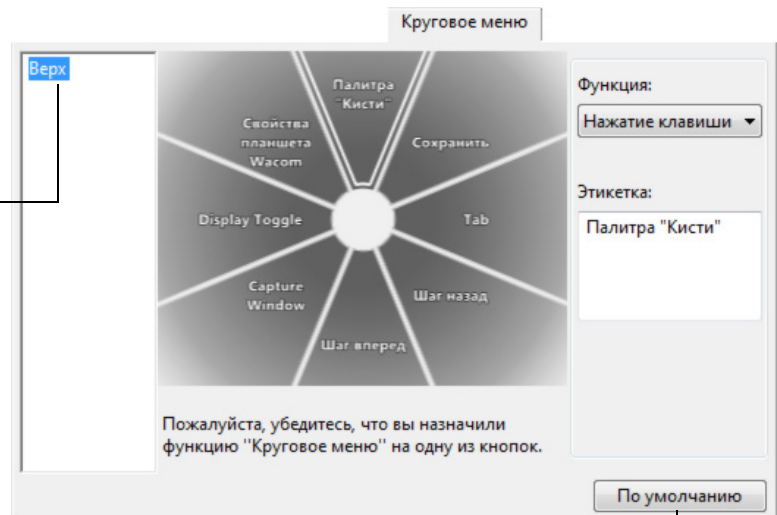 Круговое меню
Верх
Палитра
"Кисти"
Свойства
планшета
Wacom
Сохранить
Display Toggle
Tab
Capture
Window
Шаг назад
Шаг вперед
Функция:
Нажатие клавиши
Этикетка:
Палитра "Кисти"
Пожалуйста, убедитесь, что вы назначили
функцию ''Круговое меню'' на одну из кнопок.
По умолчанию